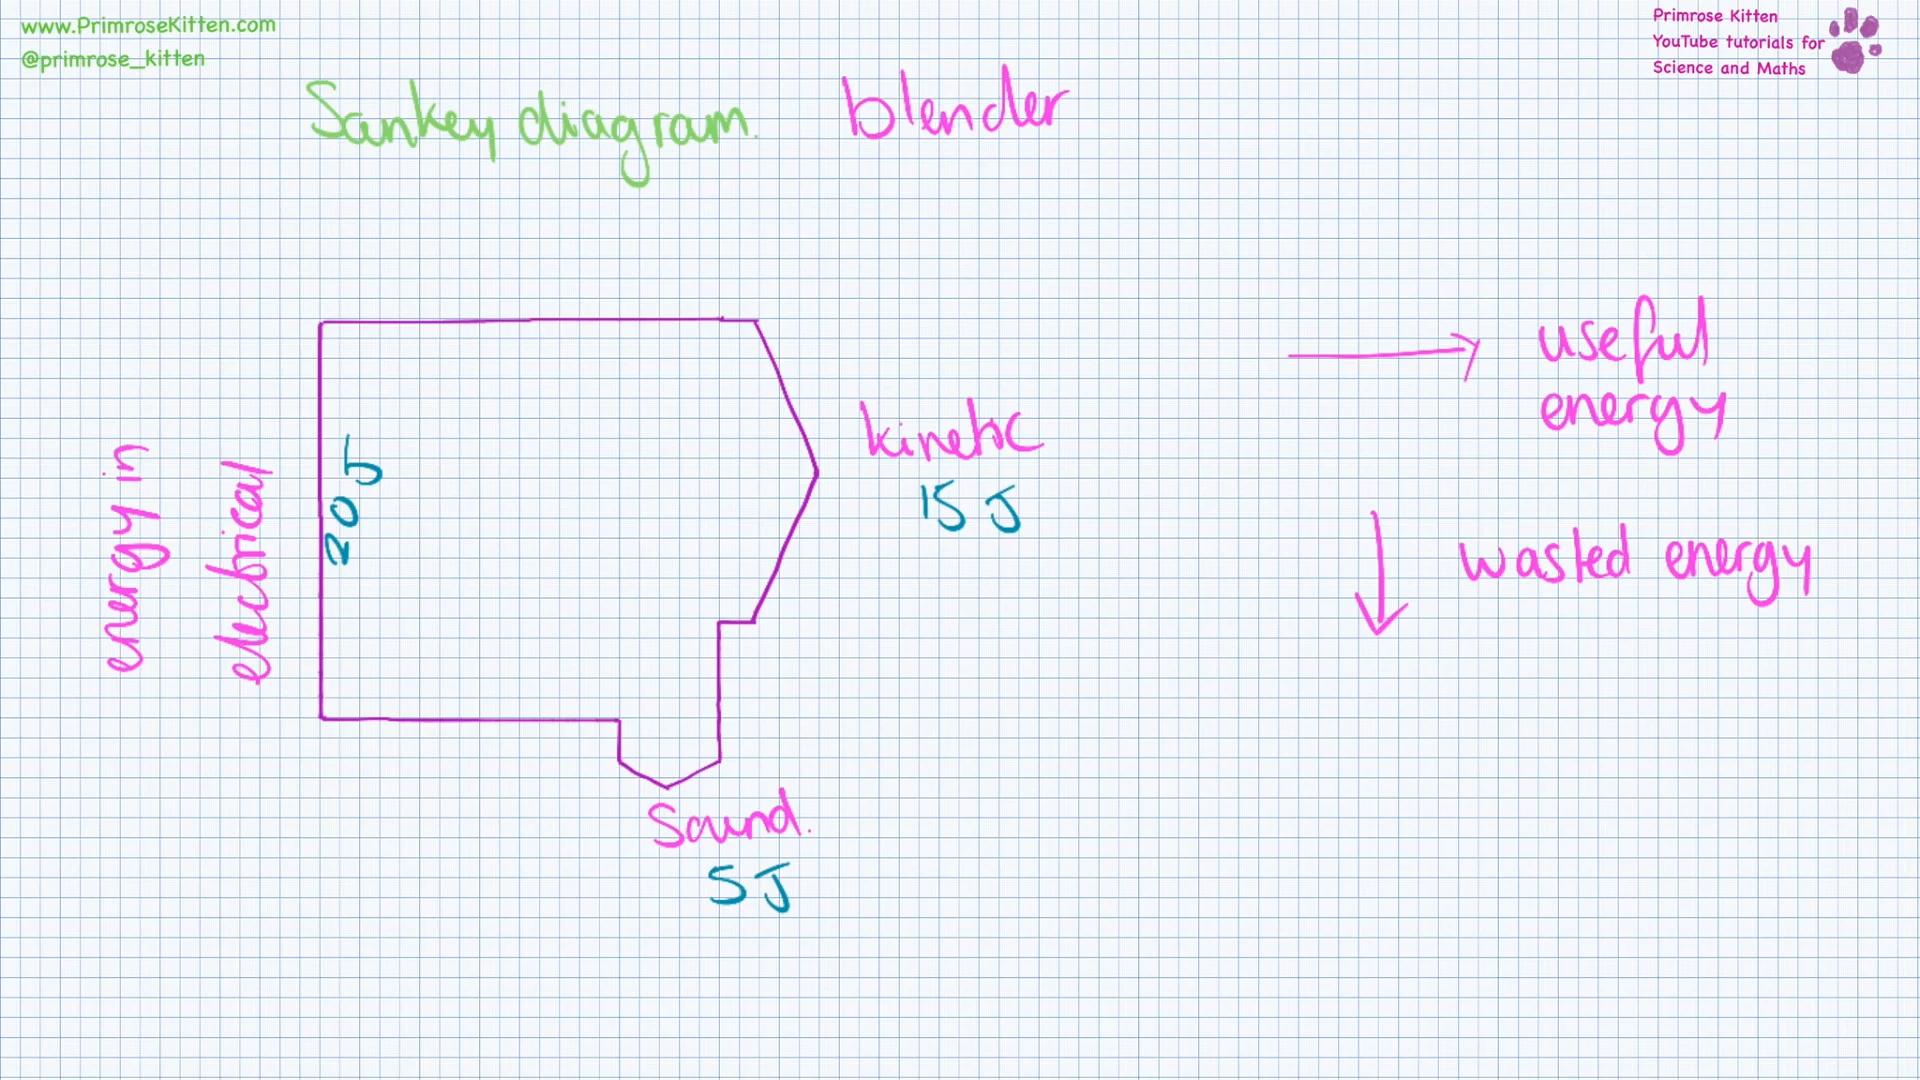 www.PrimroseKitten.com
@primrose_kitten
Primrose Kitten
YouTube tutorials for
Science and Maths
Sankey diagram.
blender
energy in
electrical
20 J
kinetic
15 J
Sound.
5 J
useful
energy
wasted energy